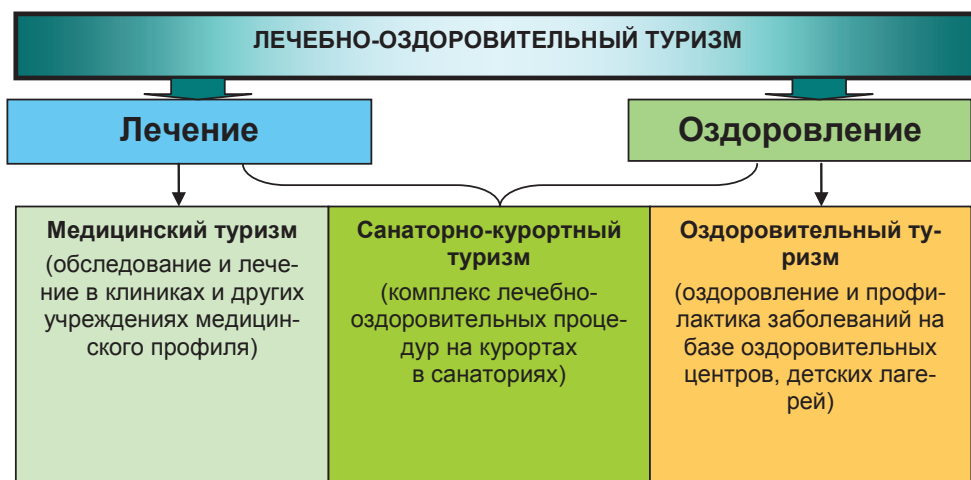 ЛЕЧЕБНО-ОЗДОРОВИТЕЛЬНЫЙ ТУРИЗМ
Лечение
Оздоровление
Медицинский туризм
(обследование и лече-
ние в клиниках и других
учреждениях медицин-
ского профиля)
Санаторно-курортный
туризм
(комплекс лечебно-
оздоровительных проце-
дур на курортах
в санаториях)
Оздоровительный ту-
ризм
(оздоровление и профи-
лактика заболеваний на
базе оздоровительных
центров, детских лаге-
рей)